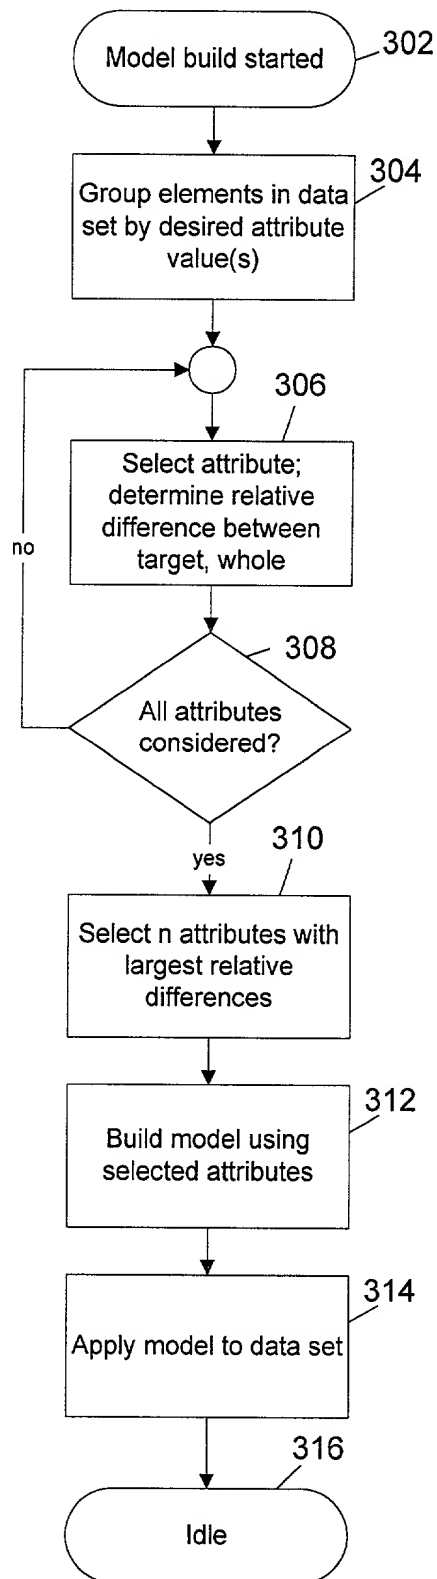 Model build started
302
304
Group elements in data
set by desired attribute
value(s)
306
Select attribute;
determine relative
difference between
target, whole
no
308
All attributes
considered?
yes
310
Select n attributes with
largest relative
differences
312
Build model using
selected attributes
314
Apply model to data set
316
Idle